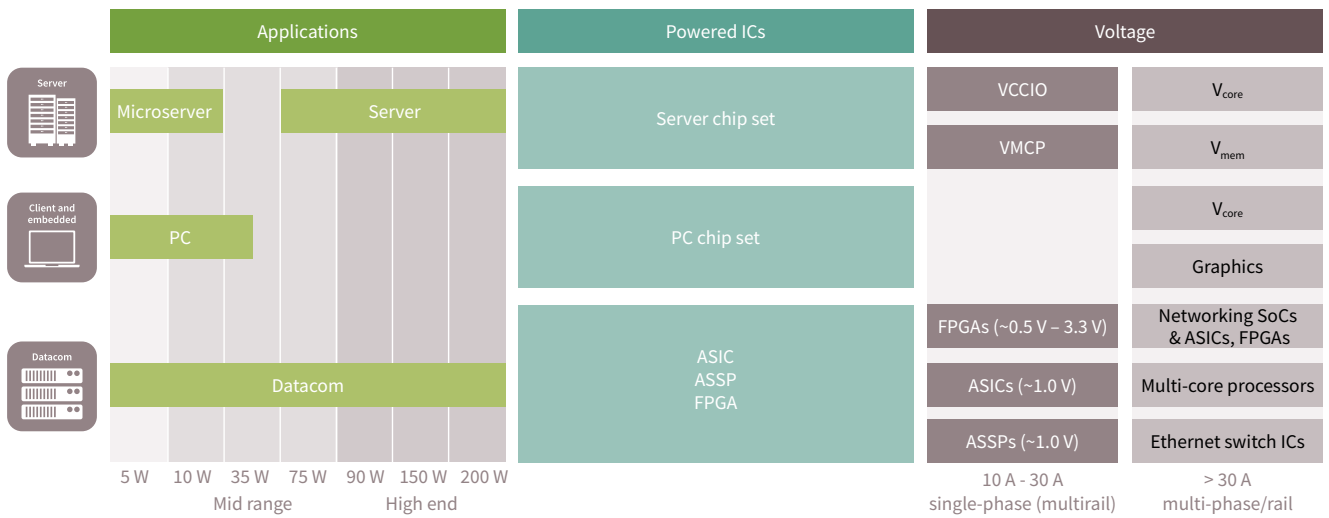 Applications
Powered ICs
Voltage
Server
Microserver
Server
Server chip set
VCCIO
Vcore
VMCP
Vmem
Client and
embedded
PC
PC chip set
Vcore
Graphics
Datacom
Datacom
ASIC
ASSP
FPGA
FPGAs (~0.5 V – 3.3 V)
Networking SoCs
& ASICs, FPGAs
ASICs (~1.0 V)
Multi-core processors
ASSPs (~1.0 V)
Ethernet switch ICs
5 W 10 W 35 W 75 W 90 W 150 W 200 W
Mid range
High end
10 A - 30 A
single-phase (multirail)
> 30 A
multi-phase/rail